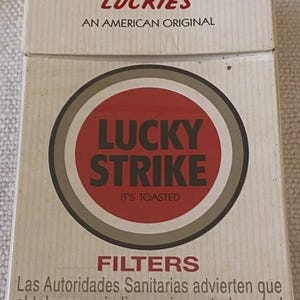 LUCKIES
AN AMERICAN ORIGINAL
LUCKY
STRIKE
IT'S TOASTED
FILTERS
Las Autoridades Sanitarias advierten que